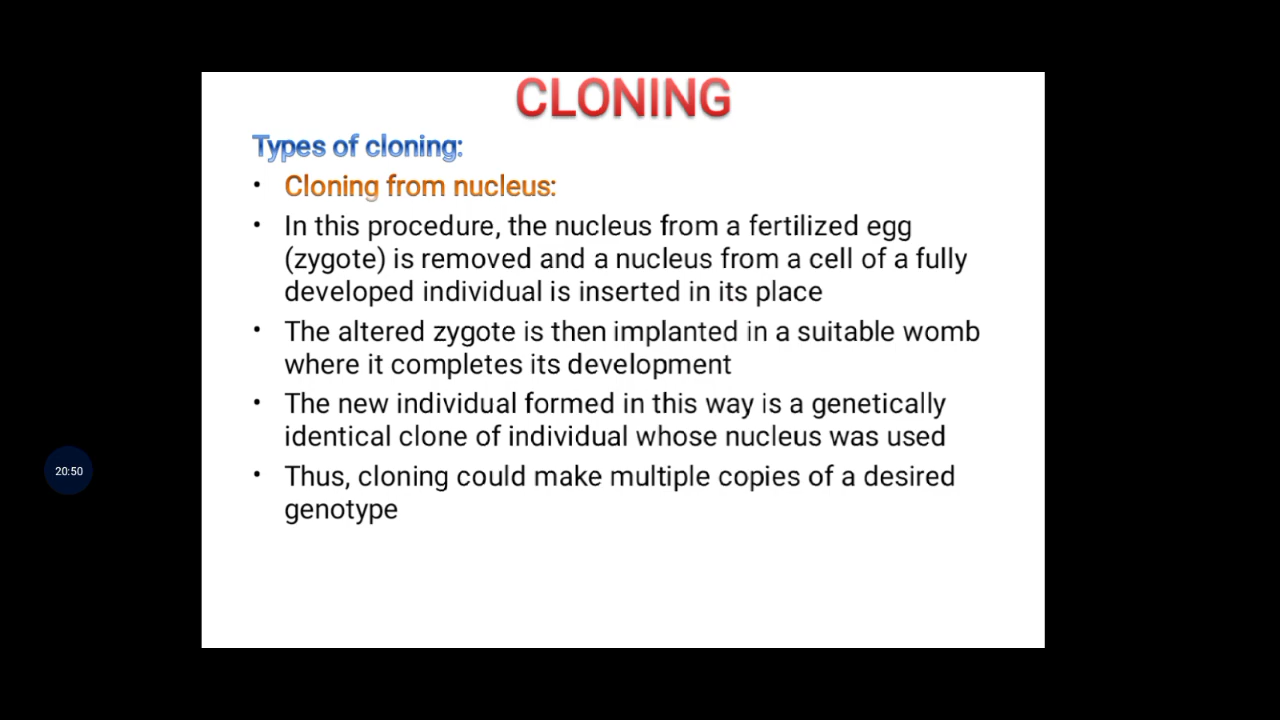 CLONING
Types of cloning:
• Cloning from nucleus:
• In this procedure, the nucleus from a fertilized egg
(zygote) is removed and a nucleus from a cell of a fully
developed individual is inserted in its place
• The altered zygote is then implanted in a suitable womb
where it completes its development
• The new individual formed in this way is a genetically
identical clone of individual whose nucleus was used
• Thus, cloning could make multiple copies of a desired
genotype
20:50